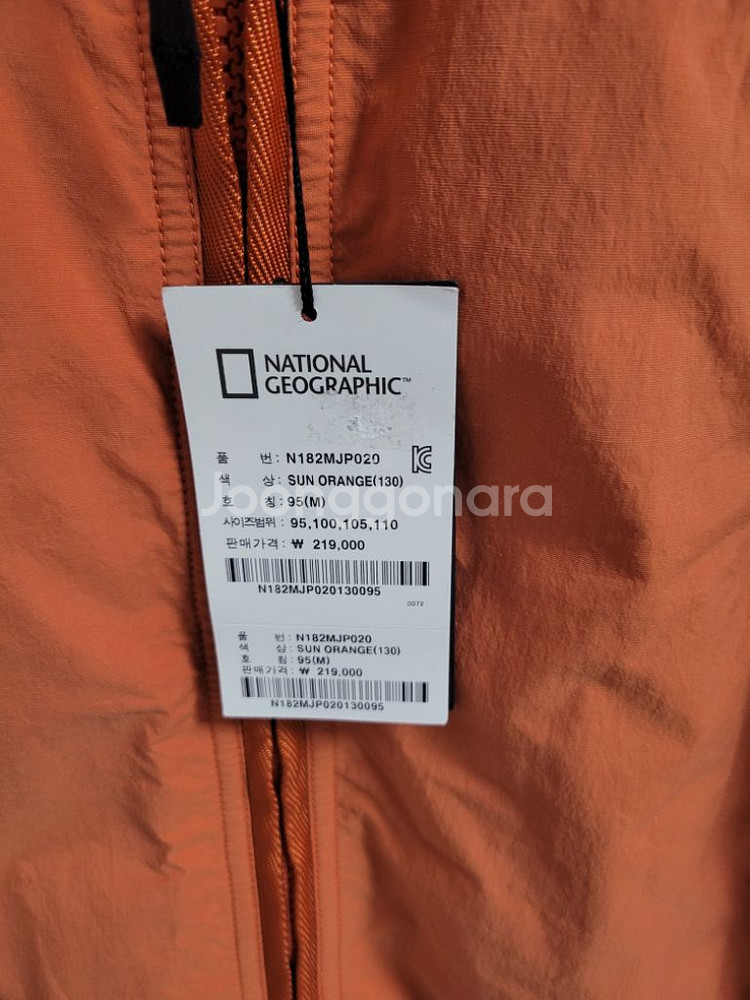 NATIONAL
GEOGRAPHIC™
품 번 : N182MJP020
색 상 : SUN ORANGE(130)
Joonggonara
호 칭 : 95(M)
사이즈범위 : 95,100,105,110
판매가격 : ₩ 219,000
N182MJP020130095
0072
품 번 : N182MJP020
색 상 : SUN ORANGE(130)
호 칭 : 95(M)
판매가격 : ₩ 219,000
N182MJP020130095